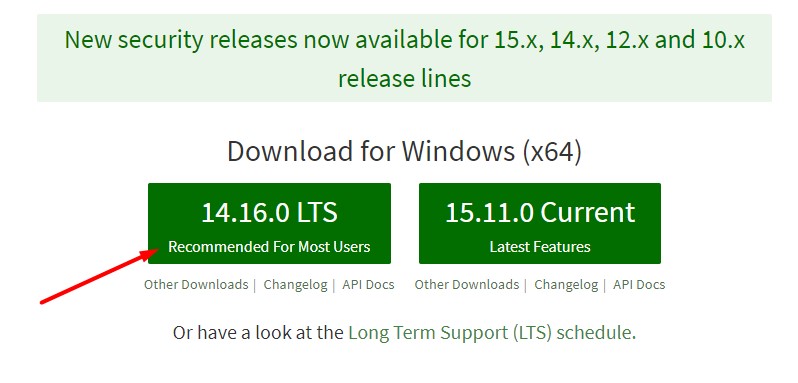 New security releases now available for 15.x, 14.x, 12.x and 10.x
release lines
Download for Windows (x64)
14.16.0 LTS
Recommended For Most Users
15.11.0 Current
Latest Features
Other Downloads | Changelog | API Docs
Other Downloads | Changelog | API Docs
Or have a look at the Long Term Support (LTS) schedule.